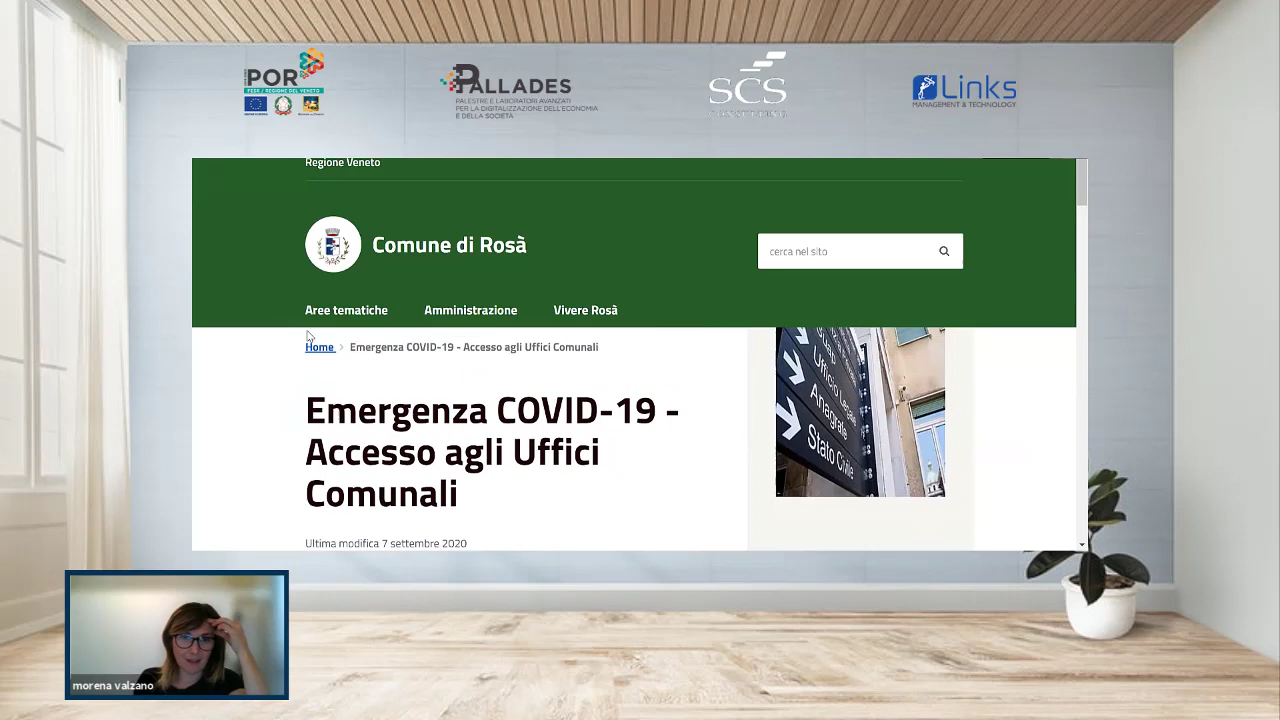 POR
FESR / REGIONE DEL VENETO
PALLADES
PALESTRE E LABORATORI AVANZATI
PER LA DIGITALIZZAZIONE DELL'ECONOMIA
E DELLA SOCIETÀ
SCS
CONSULTING
Links
MANAGEMENT & TECHNOLOGY
Regione Veneto
Comune di Rosà
cerca nel sito
Aree tematiche
Amministrazione
Vivere Rosà
Home > Emergenza COVID-19 - Accesso agli Uffici Comunali
Emergenza COVID-19 -
Accesso agli Uffici
Comunali
Ultima modifica 7 settembre 2020
Ufficio Legale
Anagrafe
Stato Civile
morena valzano